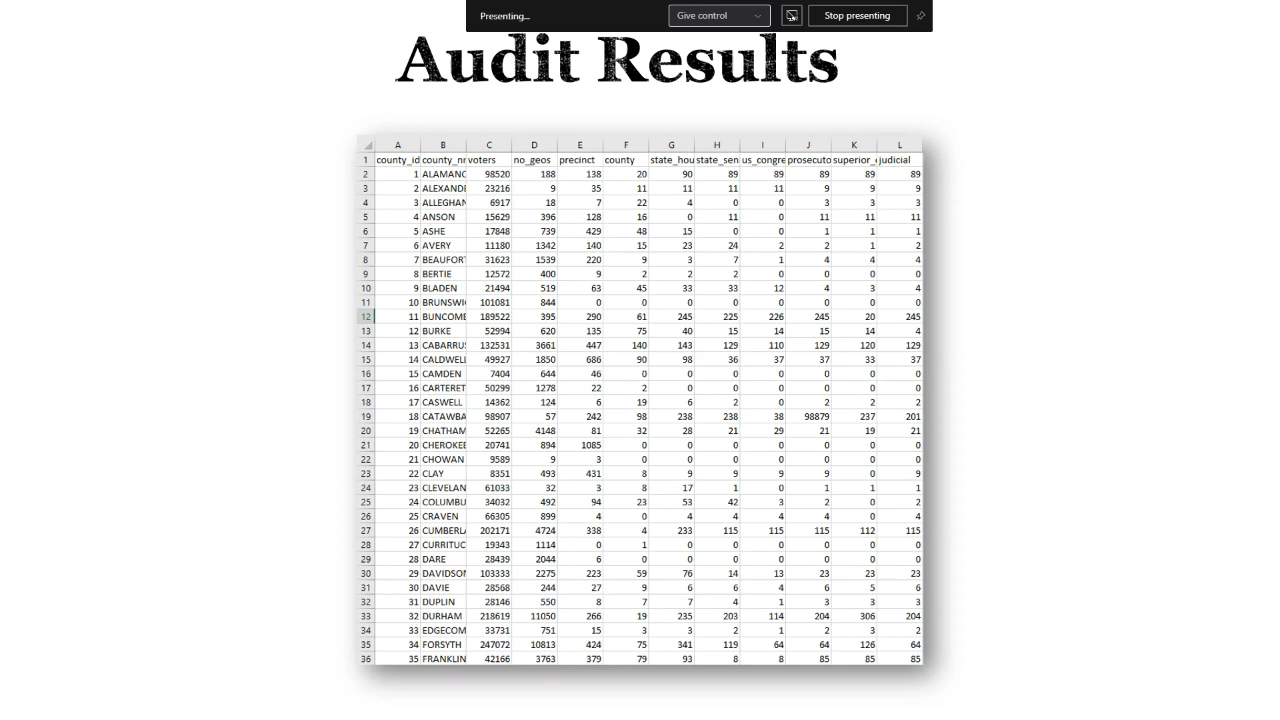 Presenting...
Give control
Stop presenting
Audit Results
A B C D E F G H I J K L
1 county_id county_nm voters no_geos precinct county state_hou state_sen us_congre prosecuto superior_ judicial
2 1 ALAMANC 98520 188 138 20 90 89 89 89 89 89
3 2 ALEXANDE 23216 9 35 11 11 11 11 9 9 9
4 3 ALLEGHAN 6917 18 7 22 4 0 0 3 3 3
5 4 ANSON 15629 396 128 16 0 11 0 11 11 11
6 5 ASHE 17848 739 429 48 15 0 0 1 1 1
7 6 AVERY 11180 1342 140 15 23 24 2 2 1 2
8 7 BEAUFORT 31623 1539 220 9 3 7 1 4 4 4
9 8 BERTIE 12572 400 9 2 2 2 0 0 0 0
10 9 BLADEN 21494 519 63 45 33 33 12 4 3 4
11 10 BRUNSWI 101081 844 0 0 0 0 0 0 0 0
12 11 BUNCOME 189522 395 290 61 245 225 226 245 20 245
13 12 BURKE 52994 620 135 75 40 15 14 15 14 4
14 13 CABARRUS 132531 3661 447 140 143 129 110 129 120 129
15 14 CALDWELL 49927 1850 686 90 98 36 37 37 33 37
16 15 CAMDEN 7404 644 46 0 0 0 0 0 0 0
17 16 CARTERET 50299 1278 22 2 0 0 0 0 0 0
18 17 CASWELL 14362 124 6 19 6 2 0 2 2 2
19 18 CATAWBA 98907 57 242 98 238 238 38 98879 237 201
20 19 CHATHAM 52265 4148 81 32 28 21 29 21 19 21
21 20 CHEROKEE 20741 894 1085 0 0 0 0 0 0 0
22 21 CHOWAN 9589 9 3 0 0 0 0 0 0 0
23 22 CLAY 8351 493 431 8 9 9 9 9 0 9
24 23 CLEVELAN 61033 32 3 8 17 1 0 1 1 1
25 24 COLUMBU 34032 492 94 23 53 42 3 2 0 2
26 25 CRAVEN 66305 899 4 0 4 4 4 4 0 4
27 26 CUMBERLA 202171 4724 338 4 233 115 115 115 112 115
28 27 CURRITUC 19343 1114 0 1 0 0 0 0 0 0
29 28 DARE 28439 2044 6 0 0 0 0 0 0 0
30 29 DAVIDSON 103333 2275 223 59 76 14 13 23 23 23
31 30 DAVIE 28568 244 27 9 6 6 4 6 5 6
32 31 DUPLIN 28146 550 8 7 7 4 1 3 3 3
33 32 DURHAM 218619 11050 266 19 235 203 114 204 306 204
34 33 EDGECOM 33731 751 15 3 3 2 1 2 3 2
35 34 FORSYTH 247072 10813 424 75 341 119 64 64 126 64
36 35 FRANKLIN 42166 3763 379 79 93 8 8 85 85 85